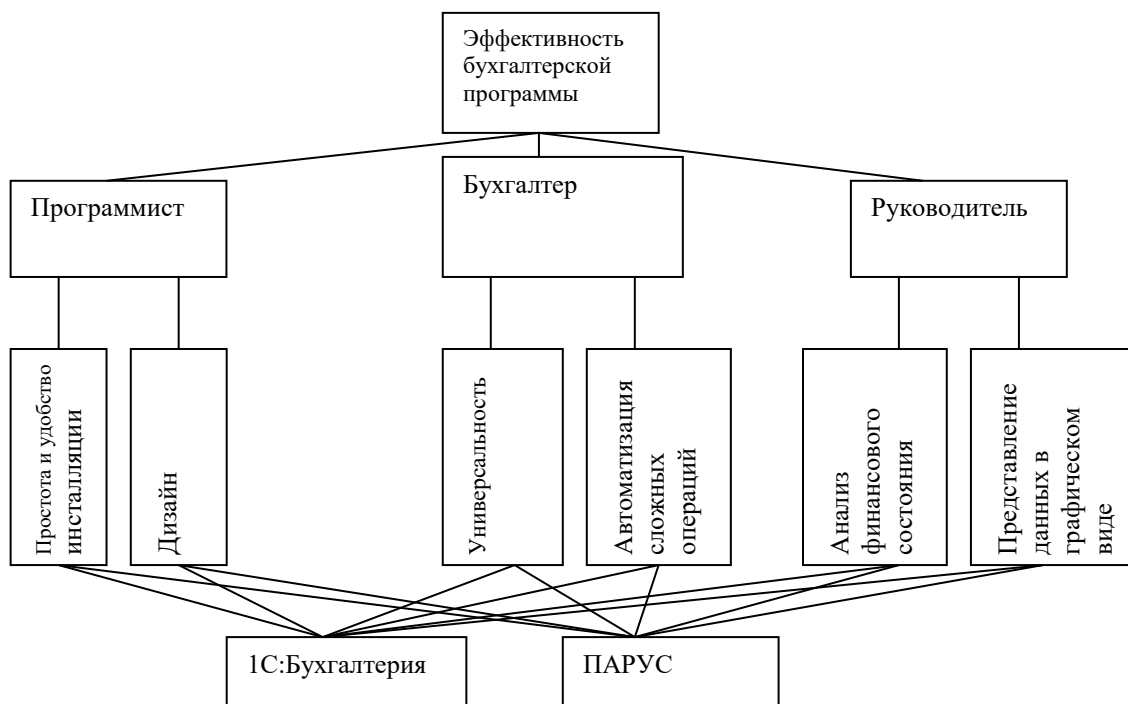 Эффективность
бухгалтерской
программы
Программист
Бухгалтер
Руководитель
Простота и удобство
инсталляции
Дизайн
Универсальность
Автоматизация
сложных
операций
Анализ
финансового
состояния
Представление
данных в
графическом
виде
1С:Бухгалтерия
ПАРУС